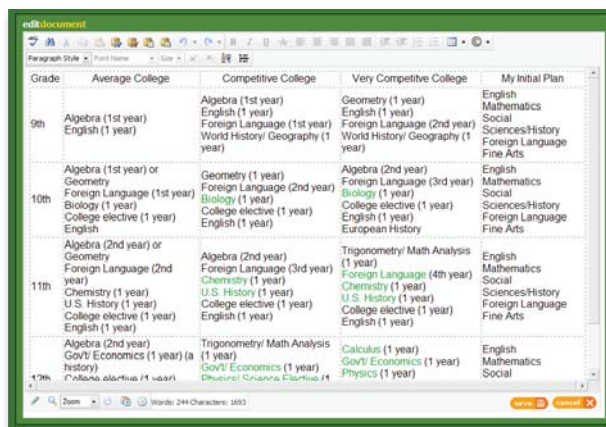 editdocument
Paragraph Style
Font Name
Size
Grade
Average College
Competitive College
Very Competitive College
My Initial Plan
9th
Algebra (1st year)
English (1 year)
Algebra (1st year)
English (1 year)
Foreign Language (1st year)
World History/ Geography (1
year)
Geometry (1 year)
English (1 year)
Foreign Language (2nd year)
World History/ Geography (1
year)
English
Mathematics
Social
Sciences/History
Foreign Language
Fine Arts
10th
Algebra (1st year) or
Geometry
Foreign Language (1st year)
Biology (1 year)
College elective (1 year)
English
Geometry (1 year)
Foreign Language (2nd year)
Biology (1 year)
College elective (1 year)
English (1 year)
Algebra (2nd year)
Foreign Language (3rd year)
Biology (1 year)
College elective (1 year)
English (1 year)
European History
English
Mathematics
Social
Sciences/History
Foreign Language
Fine Arts
11th
Algebra (2nd year) or
Geometry
Foreign Language (2nd
year)
Chemistry (1 year)
U.S. History (1 year)
College elective (1 year)
English (1 year)
Algebra (2nd year)
Foreign Language (3rd year)
Chemistry (1 year)
U.S. History (1 year)
College elective (1 year)
English (1 year)
Trigonometry/ Math Analysis
(1 year)
Foreign Language (4th year)
Chemistry (1 year)
U.S. History (1 year)
College elective (1 year)
English (1 year)
English
Mathematics
Social
Sciences/History
Foreign Language
Fine Arts
12th
Algebra (2nd year)
Gov't/ Economics (1 year) (a
history)
College elective (1 year)
Trigonometry/ Math Analysis
(1 year)
Gov't/ Economics (1 year)
Physics/ Science Elective (1
Calculus (1 year)
Gov't/ Economics (1 year)
Physics (1 year)
English
Mathematics
Social
Zoom
Words: 244 Characters: 1693
save
cancel